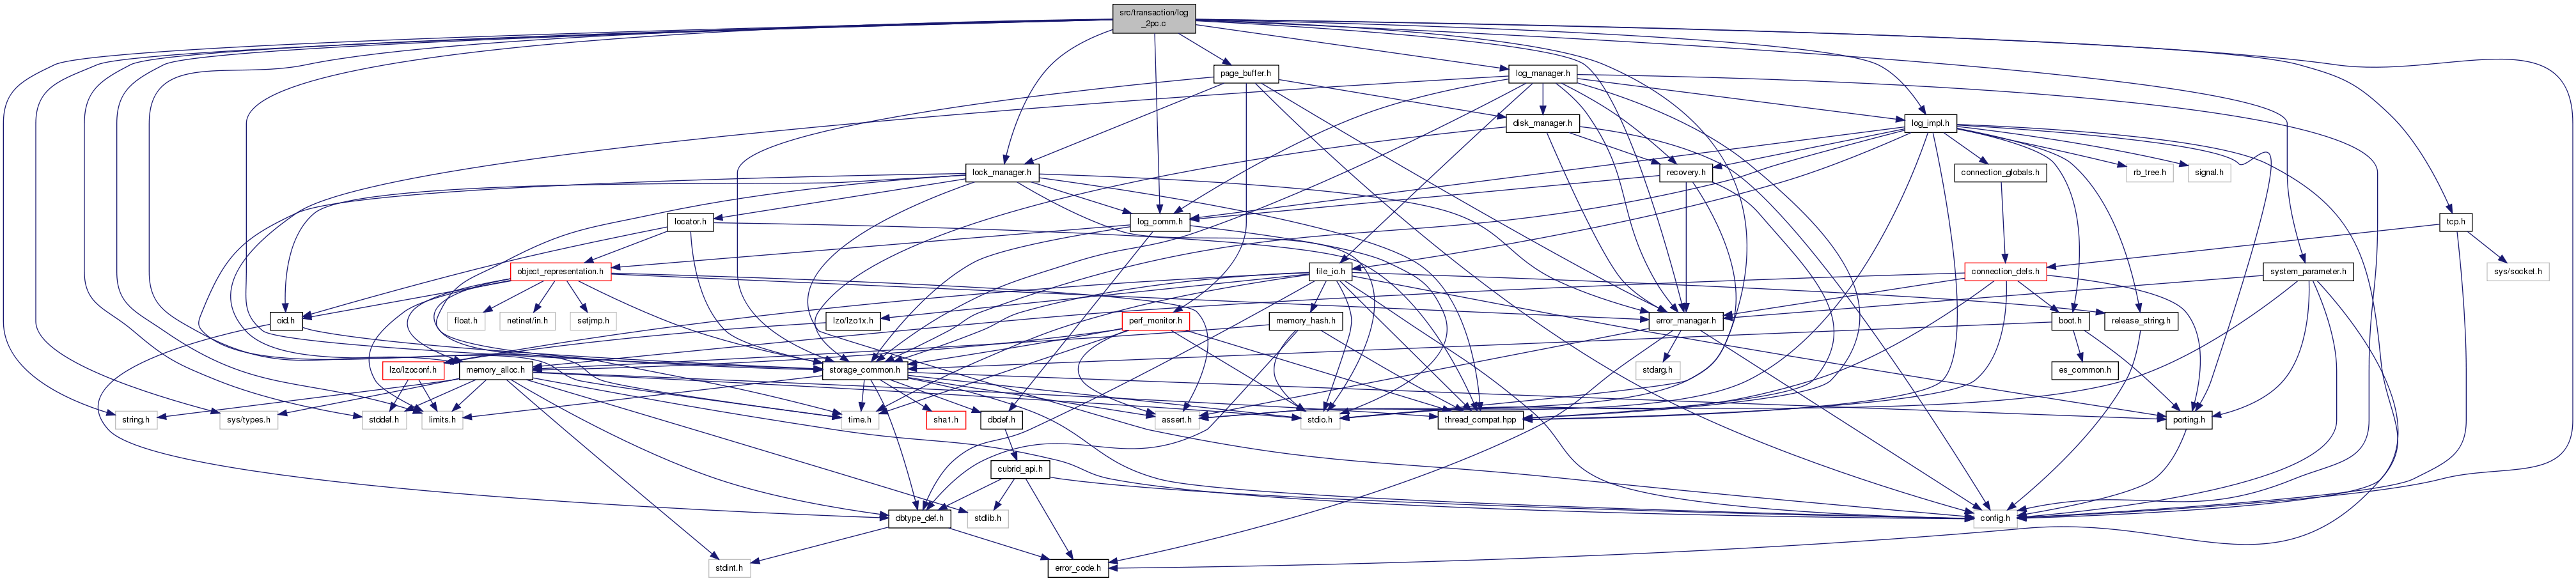 src/transaction/log
_2pc.c
page_buffer.h
log_manager.h
disk_manager.h
log_impl.h
lock_manager.h
recovery.h
connection_globals.h
rb_tree.h
signal.h
locator.h
log_comm.h
tcp.h
object_representation.h
file_io.h
connection_defs.h
system_parameter.h
sys/socket.h
oid.h
float.h
netinet/in.h
setjmp.h
lzo/lzo1x.h
perf_monitor.h
memory_hash.h
error_manager.h
boot.h
release_string.h
lzo/lzoconf.h
memory_alloc.h
storage_common.h
stdarg.h
es_common.h
string.h
sys/types.h
stddef.h
limits.h
time.h
sha1.h
dbdef.h
assert.h
stdio.h
thread_compat.hpp
porting.h
cubrid_api.h
dbtype_def.h
stdlib.h
config.h
stdint.h
error_code.h